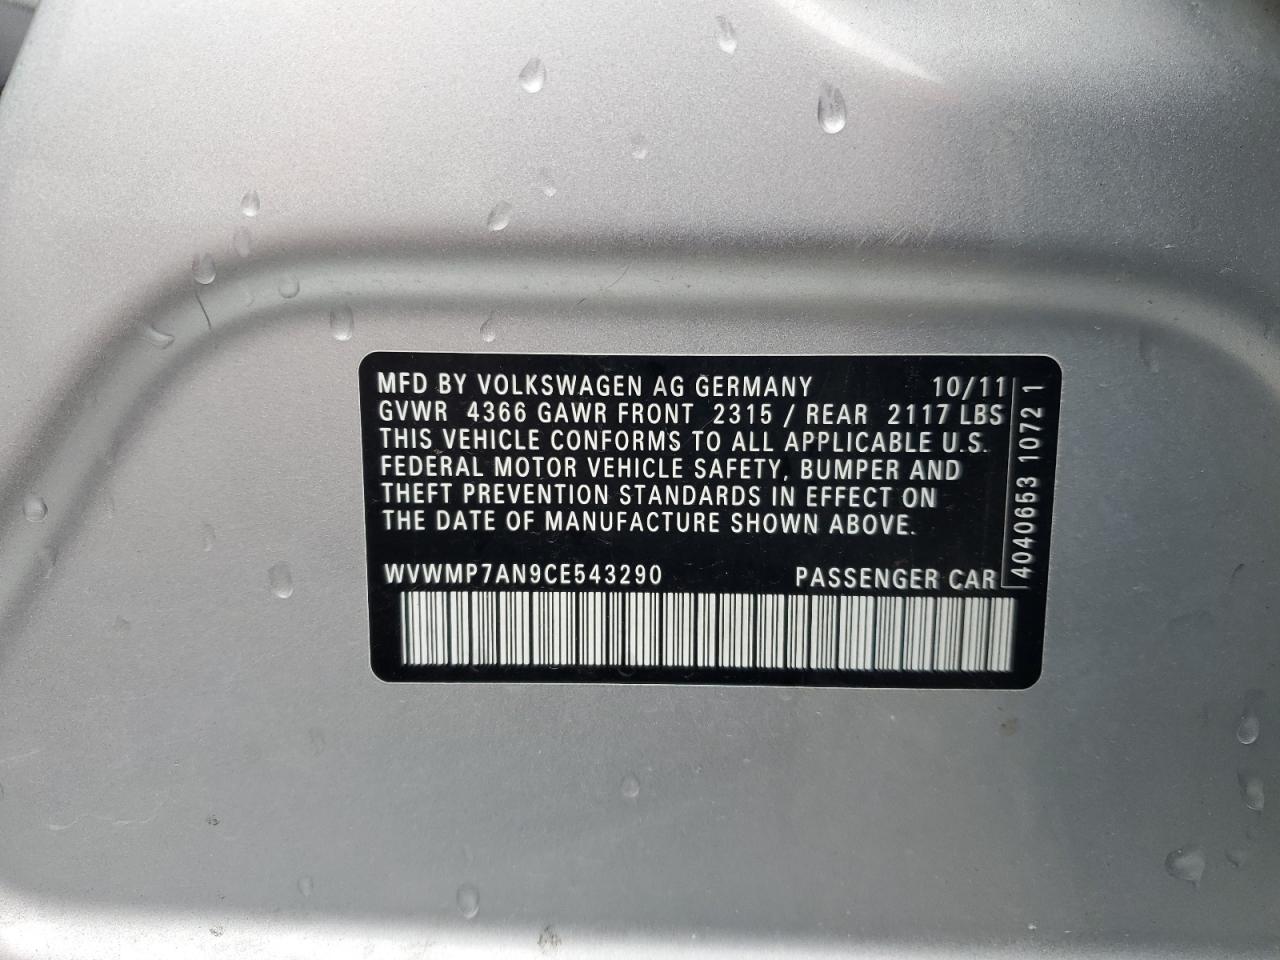 MFD BY VOLKSWAGEN AG GERMANY 10/11
GVWR 4366 GAWR FRONT 2315 / REAR 2117 LBS
THIS VEHICLE CONFORMS TO ALL APPLICABLE U.S.
FEDERAL MOTOR VEHICLE SAFETY, BUMPER AND
THEFT PREVENTION STANDARDS IN EFFECT ON
THE DATE OF MANUFACTURE SHOWN ABOVE.
WVWMP7AN9CE543290 PASSENGER CAR
4040653 1072 1